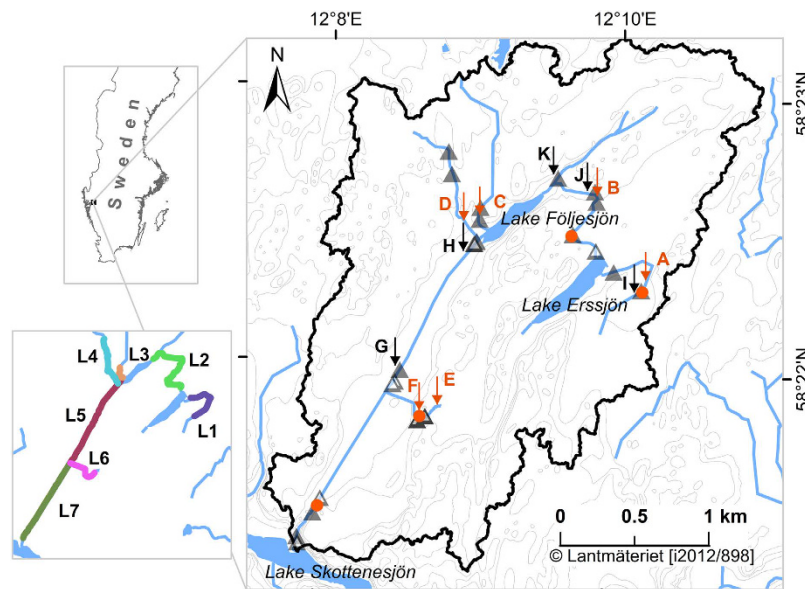 12°8'E
12°10'E
N
58°23'N
Sweden
K
J
B
D
C
Lake Följesjön
H
A
I
Lake Erssjön
G
58°22'N
F
E
L4
L3
L2
L1
L5
L6
L7
0 0.5 1 km
© Lantmäteriet [i2012/898]
Lake Skottenesjön